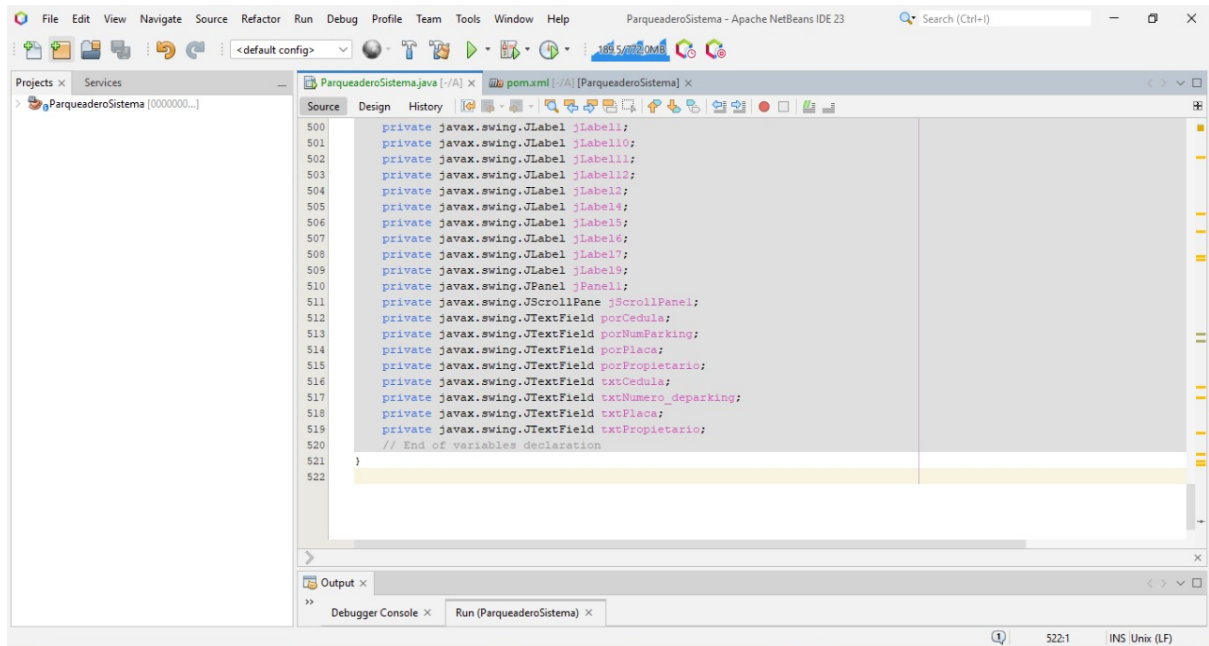 File Edit View Navigate Source Refactor Run Debug Profile Team Tools Window Help ParqueaderoSistema - Apache NetBeans IDE 23 Search (Ctrl+I)
<default config> 189.5/772.0MB
Projects Services ParqueaderoSistema.java [-/A] pom.xml [-/A] [ParqueaderoSistema]
ParqueaderoSistema [0000000...] Source Design History
500 private javax.swing.JLabel jLabel1;
501 private javax.swing.JLabel jLabel10;
502 private javax.swing.JLabel jLabel11;
503 private javax.swing.JLabel jLabel12;
504 private javax.swing.JLabel jLabel2;
505 private javax.swing.JLabel jLabel4;
506 private javax.swing.JLabel jLabel5;
507 private javax.swing.JLabel jLabel6;
508 private javax.swing.JLabel jLabel7;
509 private javax.swing.JLabel jLabel9;
510 private javax.swing.JPanel jPanel1;
511 private javax.swing.JScrollPane jScrollPane1;
512 private javax.swing.JTextField porCedula;
513 private javax.swing.JTextField porNumParking;
514 private javax.swing.JTextField porPlaca;
515 private javax.swing.JTextField porPropietario;
516 private javax.swing.JTextField txtCedula;
517 private javax.swing.JTextField txtNumero_deparking;
518 private javax.swing.JTextField txtPlaca;
519 private javax.swing.JTextField txtPropietario;
520 // End of variables declaration
521 }
522
Output
Debugger Console Run (ParqueaderoSistema)
1 522:1 INS Unix (LF)